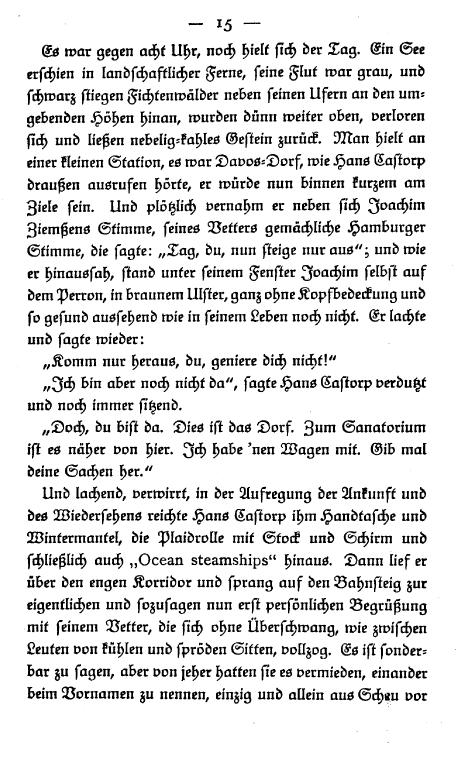 — 15 —
Es war gegen acht Uhr, noch hielt sich der Tag. Ein See
erschien in landschaftlicher Ferne, seine Flut war grau, und
schwarz stiegen Fichtenwälder neben seinen Ufern an den um-
gebenden Höhen hinan, wurden dünn weiter oben, verloren
sich und ließen nebelig-kahles Gestein zurück. Man hielt an
einer kleinen Station, es war Davos-Dorf, wie Hans Castorp
draußen ausrufen hörte, er würde nun binnen kurzem am
Ziele sein. Und plötzlich vernahm er neben sich Joachim
Ziemßens Stimme, seines Vetters gemächliche Hamburger
Stimme, die sagte: „Tag, du, nun steige nur aus“; und wie
er hinaussah, stand unter seinem Fenster Joachim selbst auf
dem Perron, in braunem Ulster, ganz ohne Kopfbedeckung und
so gesund aussehend wie in seinem Leben noch nicht. Er lachte
und sagte wieder:
„Komm nur heraus, du, geniere dich nicht!“
„Ich bin aber noch nicht da“, sagte Hans Castorp verdutzt
und noch immer sitzend.
„Doch, du bist da. Dies ist das Dorf. Zum Sanatorium
ist es näher von hier. Ich habe 'nen Wagen mit. Gib mal
deine Sachen her.“
Und lachend, verwirrt, in der Aufregung der Ankunft und
des Wiedersehens reichte Hans Castorp ihm Handtasche und
Wintermantel, die Plaidrolle mit Stock und Schirm und
schließlich auch „Ocean steamships“ hinaus. Dann lief er
über den engen Korridor und sprang auf den Bahnsteig zur
eigentlichen und sozusagen nun erst persönlichen Begrüßung
mit seinem Vetter, die sich ohne Überschwang, wie zwischen
Leuten von kühlen und spröden Sitten, vollzog. Es ist sonder-
bar zu sagen, aber von jeher hatten sie es vermieden, einander
beim Vornamen zu nennen, einzig und allein aus Scheu vor